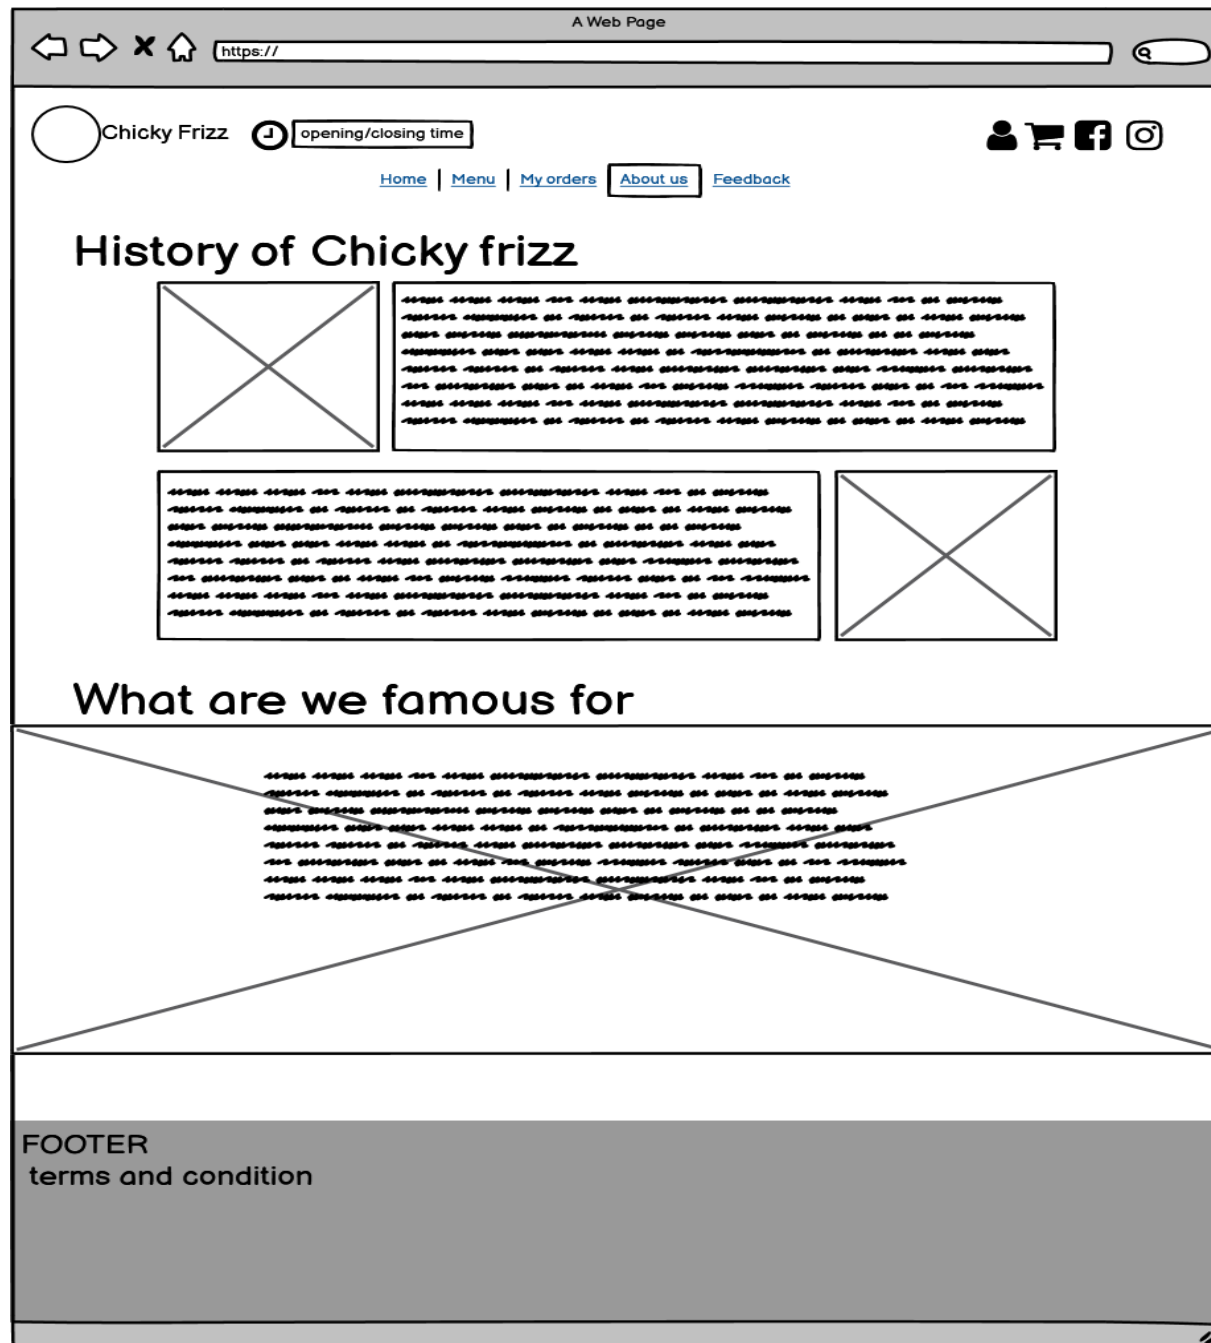 A Web Page
https://
Chicky Frizz
opening/closing time
Home Menu My orders About us Feedback
History of Chicky frizz
What are we famous for
FOOTER
terms and condition